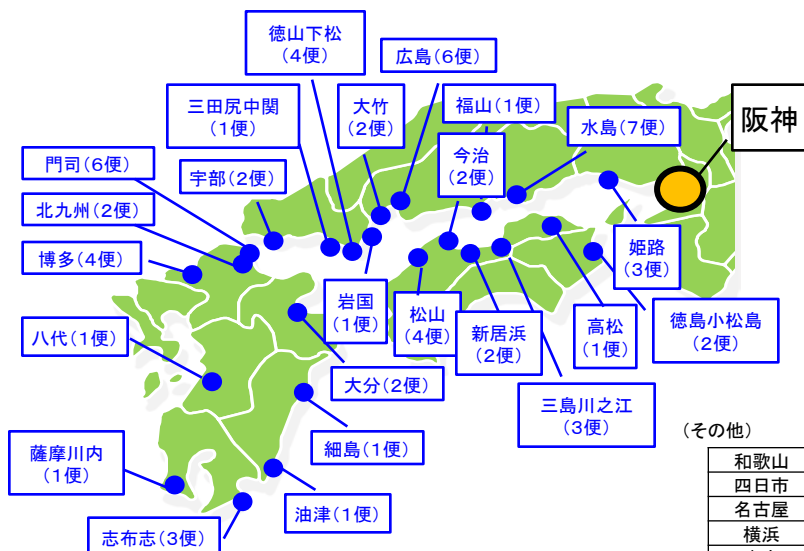 徳山下松
(4便)
広島(6便)
三田尻中関
(1便)
大竹
(2便)
福山(1便)
水島(7便)
阪神
門司(6便)
宇部(2便)
今治
(2便)
北九州(2便)
博多(4便)
姫路
(3便)
岩国
(1便)
松山
(4便)
新居浜
(2便)
高松
(1便)
徳島小松島
(2便)
八代(1便)
大分(2便)
三島川之江
(3便)
細島(1便)
薩摩川内
(1便)
油津(1便)
志布志(3便)
(その他)
和歌山
四日市
名古屋
横浜